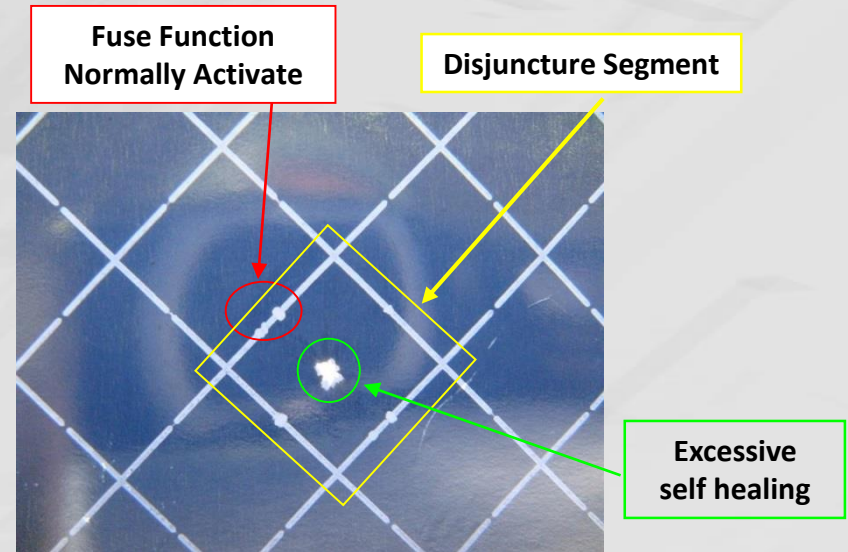 Fuse Function
Normally Activate
Disjuncture Segment
Excessive
self healing